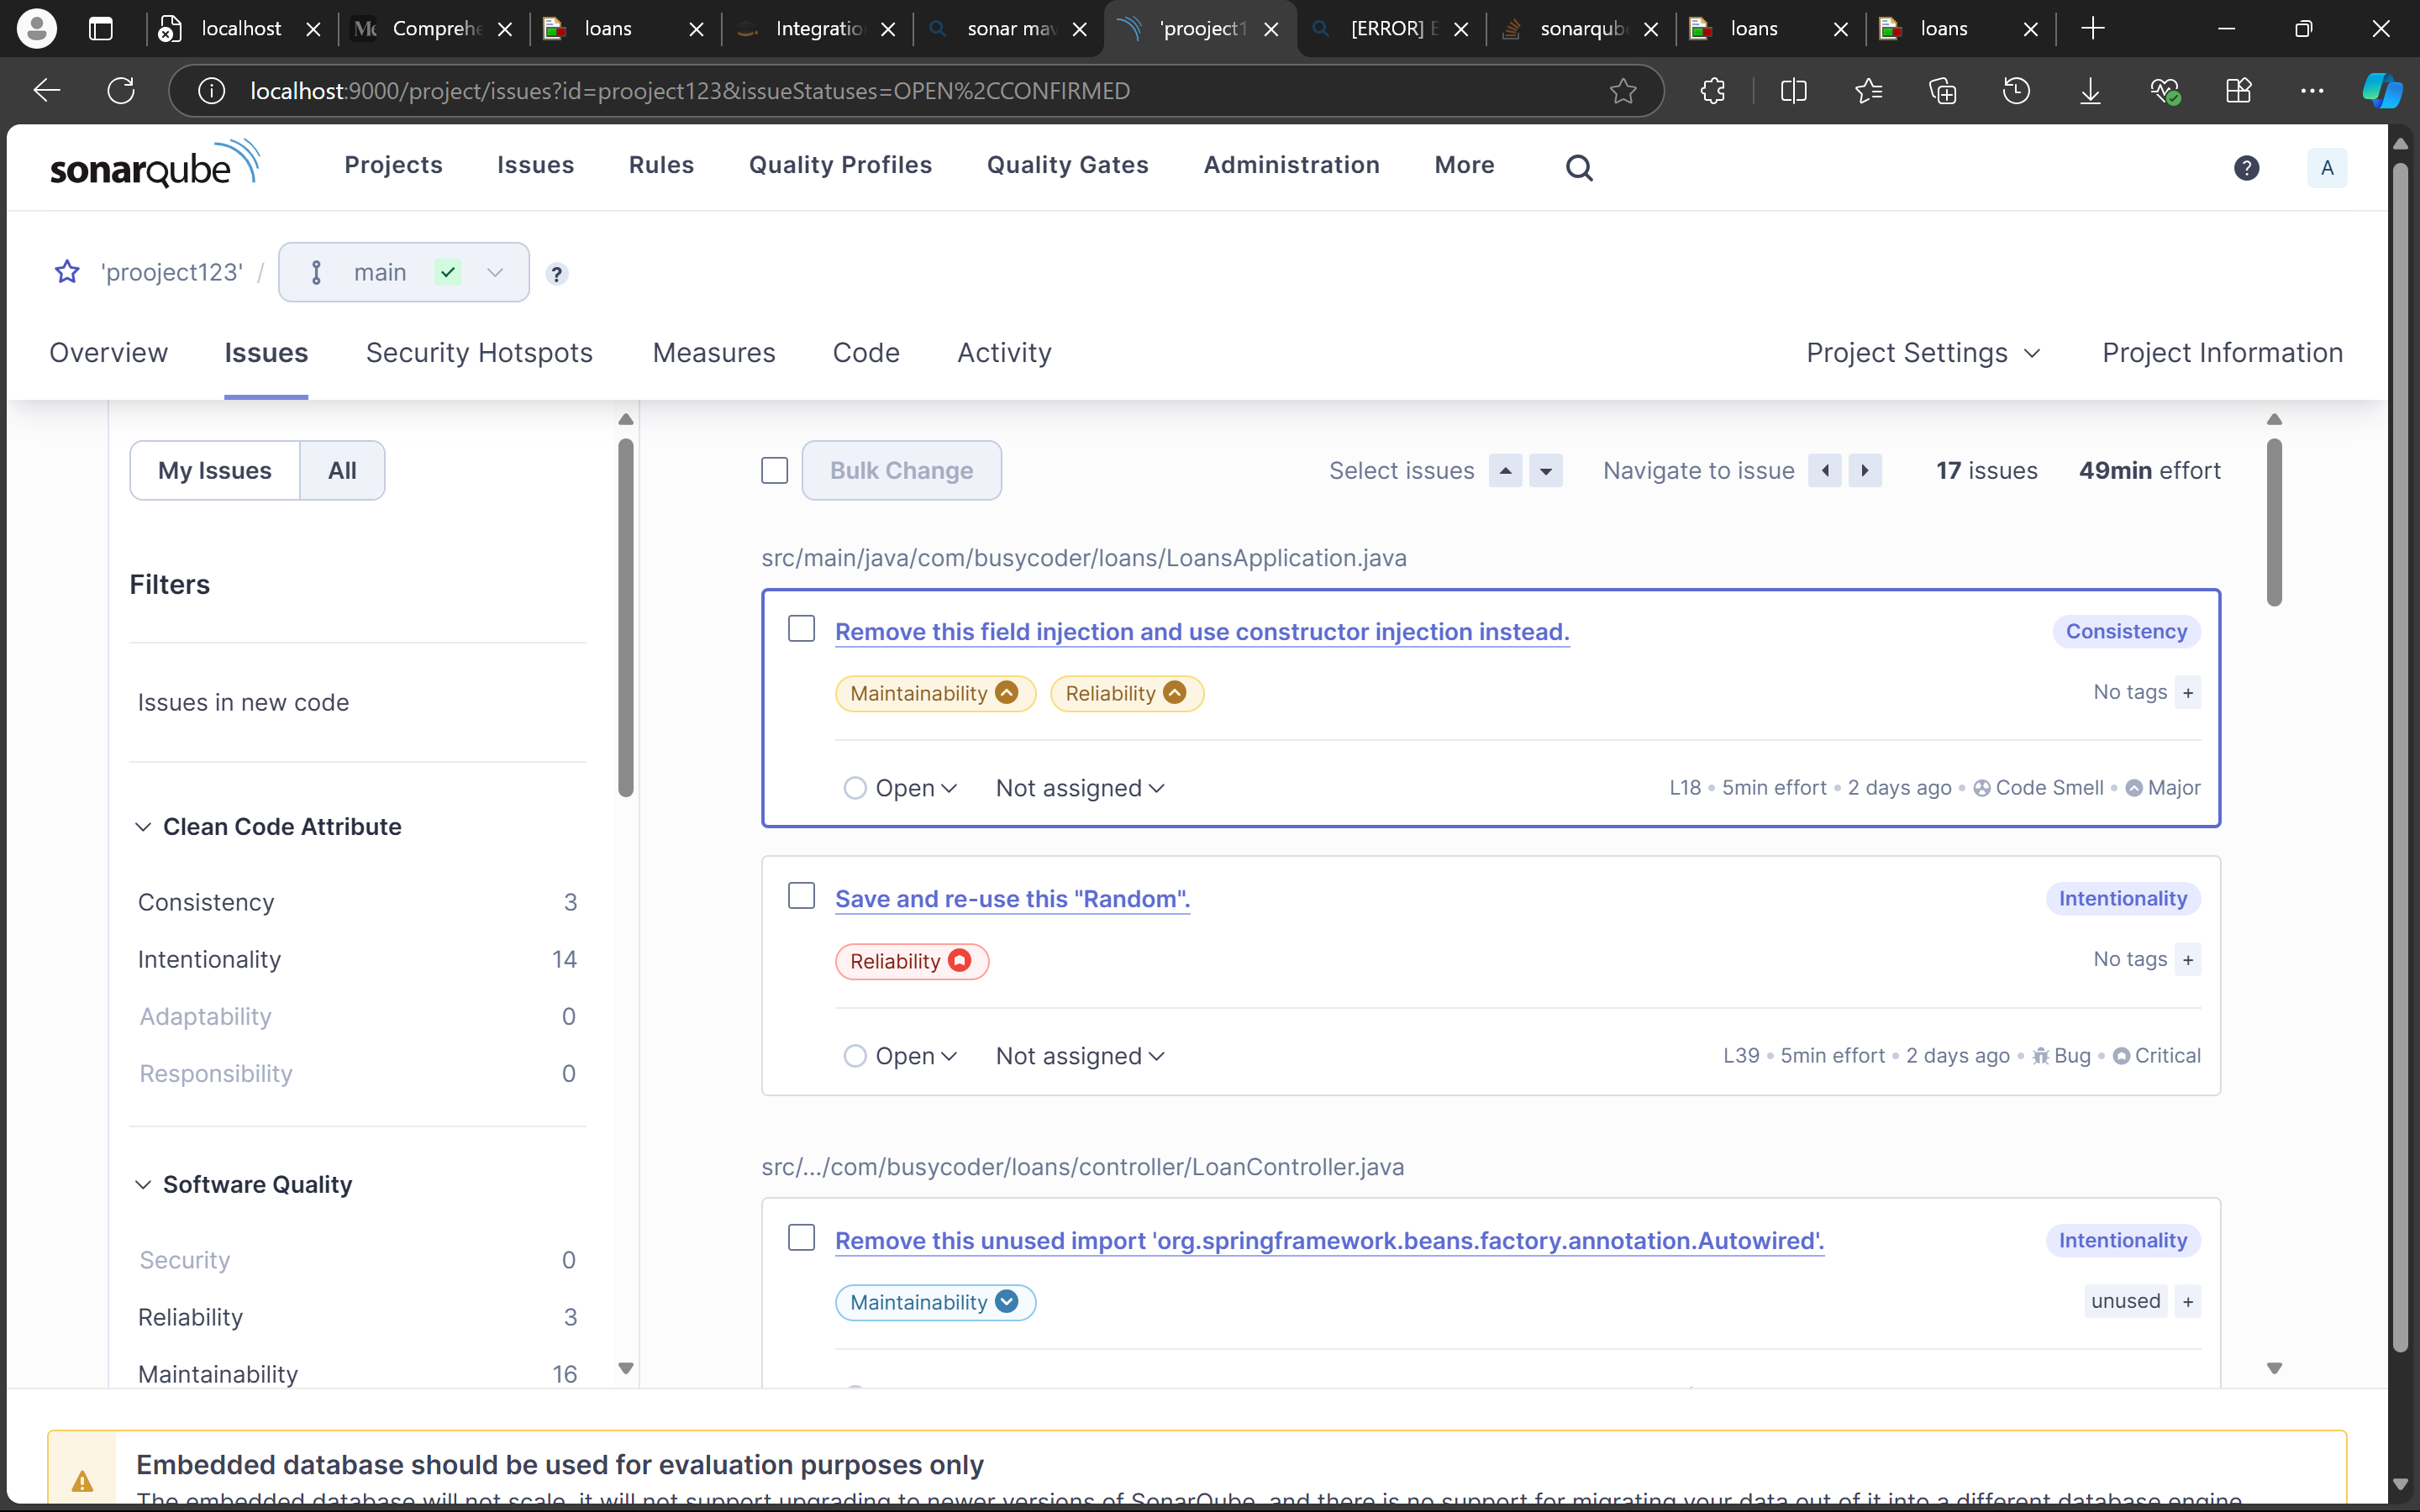 localhost
Comprehe
loans
Integratio
sonar mav
'prooject1
[ERROR] E
sonarqub
loans
loans
localhost:9000/project/issues?id=prooject123&issueStatuses=OPEN%2CCONFIRMED
sonarqube
Projects
Issues
Rules
Quality Profiles
Quality Gates
Administration
More
?
A
'prooject123' / main
?
Overview
Issues
Security Hotspots
Measures
Code
Activity
Project Settings
Project Information
My Issues
All
Filters
Issues in new code
Clean Code Attribute
Consistency 3
Intentionality 14
Adaptability 0
Responsibility 0
Software Quality
Security 0
Reliability 3
Maintainability 16
Bulk Change
Select issues
Navigate to issue
17 issues
49min effort
src/main/java/com/busycoder/loans/LoansApplication.java
Remove this field injection and use constructor injection instead.
Consistency
Maintainability
Reliability
No tags +
Open
Not assigned
L18 • 5min effort • 2 days ago • Code Smell • Major
Save and re-use this "Random".
Intentionality
Reliability
No tags +
Open
Not assigned
L39 • 5min effort • 2 days ago • Bug • Critical
src/.../com/busycoder/loans/controller/LoanController.java
Remove this unused import 'org.springframework.beans.factory.annotation.Autowired'.
Intentionality
Maintainability
unused +
Embedded database should be used for evaluation purposes only
The embedded database will not scale, it will not support upgrading to newer versions of SonarQube, and there is no support for migrating your data out of it into a different database engine.